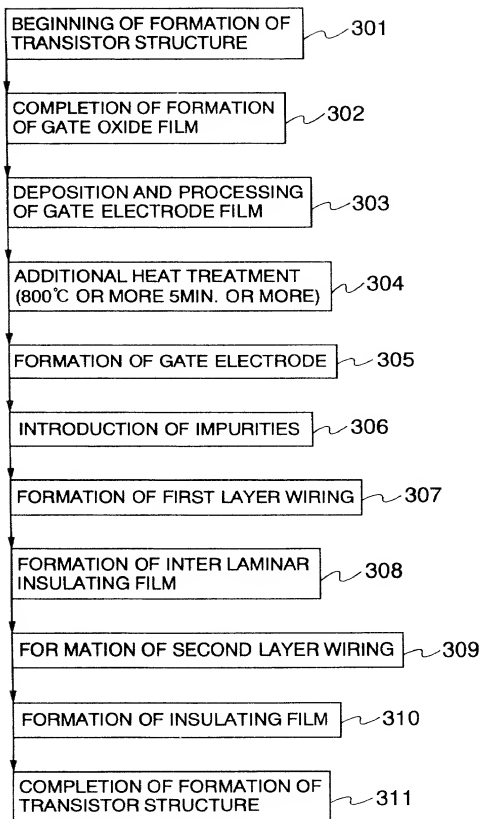 BEGINNING OF FORMATION OF
TRANSISTOR STRUCTURE
301
COMPLETION OF FORMATION
OF GATE OXIDE FILM
302
DEPOSITION AND PROCESSING
OF GATE ELECTRODE FILM
303
ADDITIONAL HEAT TREATMENT
(800℃ OR MORE 5MIN. OR MORE)
304
FORMATION OF GATE ELECTRODE
305
INTRODUCTION OF IMPURITIES
306
FORMATION OF FIRST LAYER WIRING
307
FORMATION OF INTER LAMINAR
INSULATING FILM
308
FOR MATION OF SECOND LAYER WIRING
309
FORMATION OF INSULATING FILM
310
COMPLETION OF FORMATION OF
TRANSISTOR STRUCTURE
311